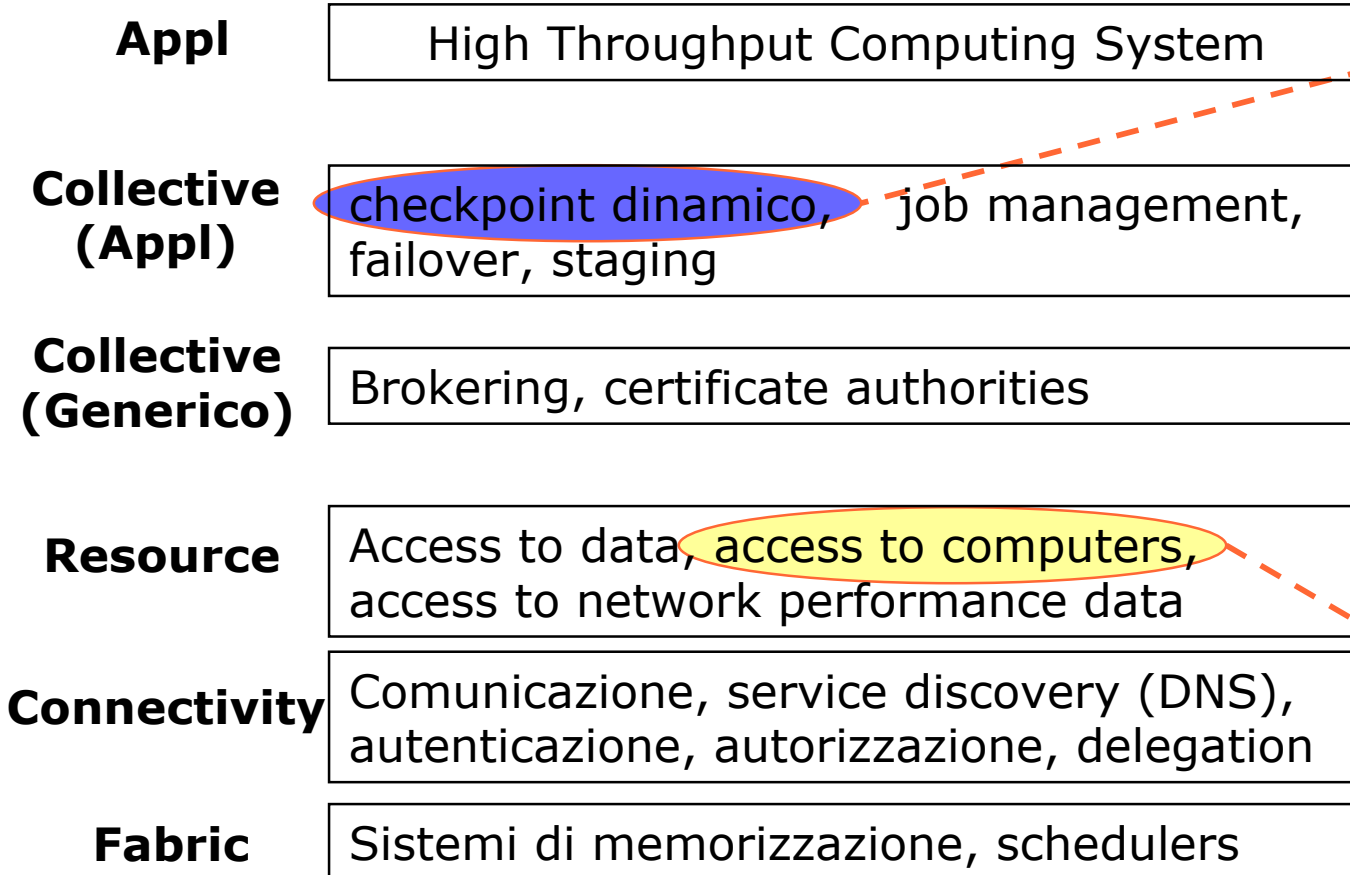 Appl
High Throughput Computing System
Collective
(Appl)
checkpoint dinamico, job management,
failover, staging
Collective
(Generico)
Brokering, certificate authorities
Resource
Access to data, access to computers,
access to network performance data
Connectivity
Comunicazione, service discovery (DNS),
autenticazione, autorizzazione, delegation
Fabric
Sistemi di memorizzazione, schedulers